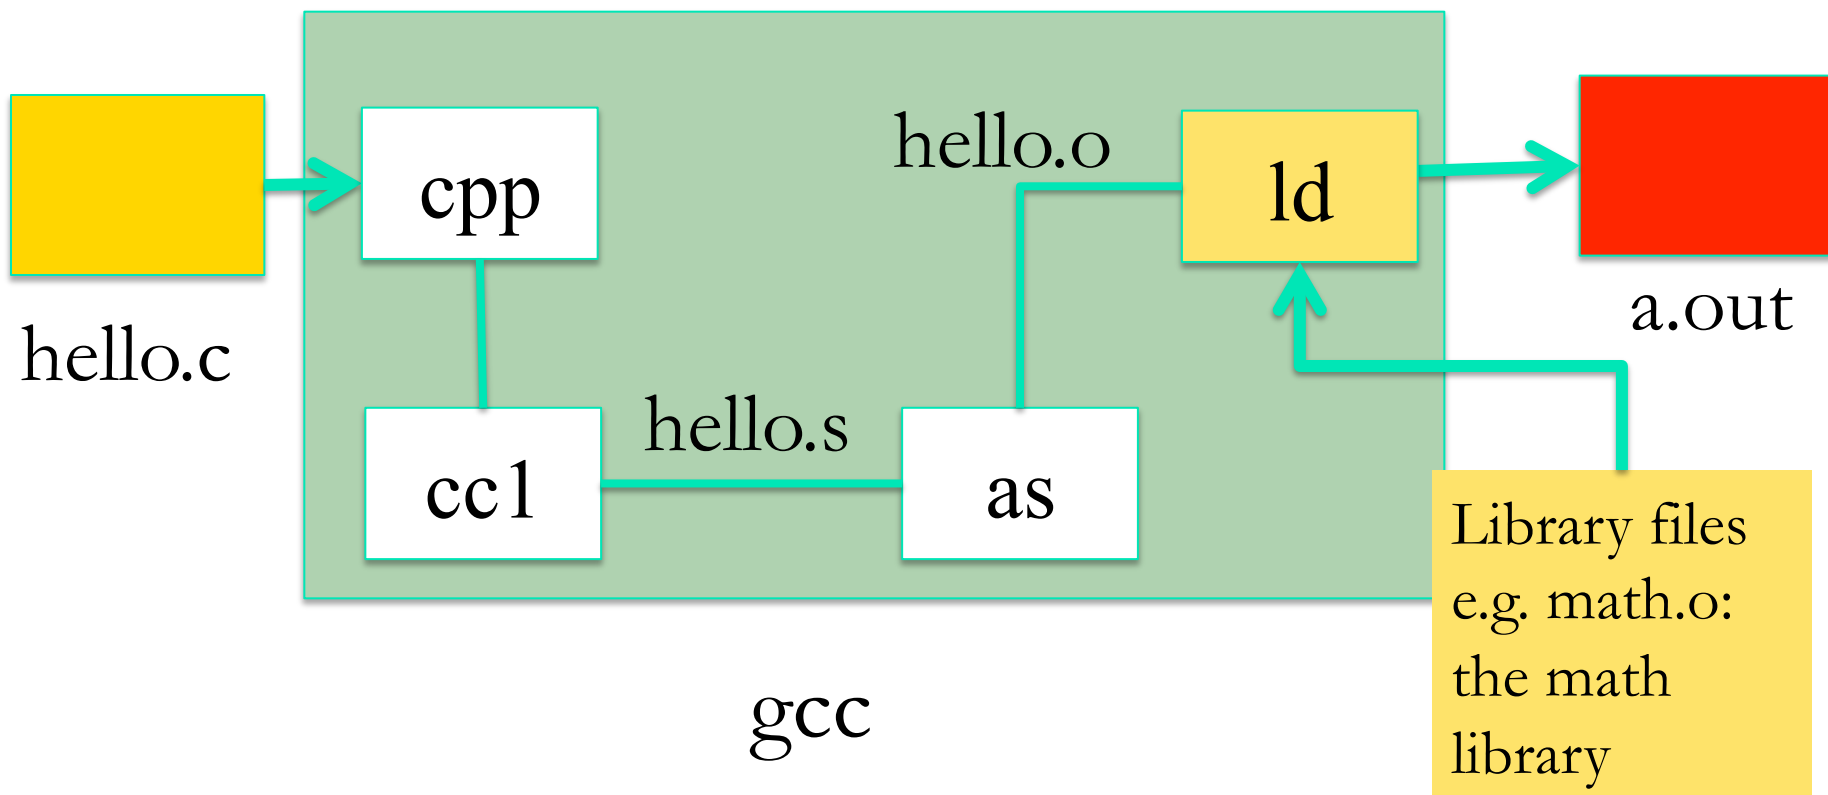 hello.c
cpp
cc1
hello.s
as
hello.o
ld
a.out
Library files
e.g. math.o:
the math
library
gcc